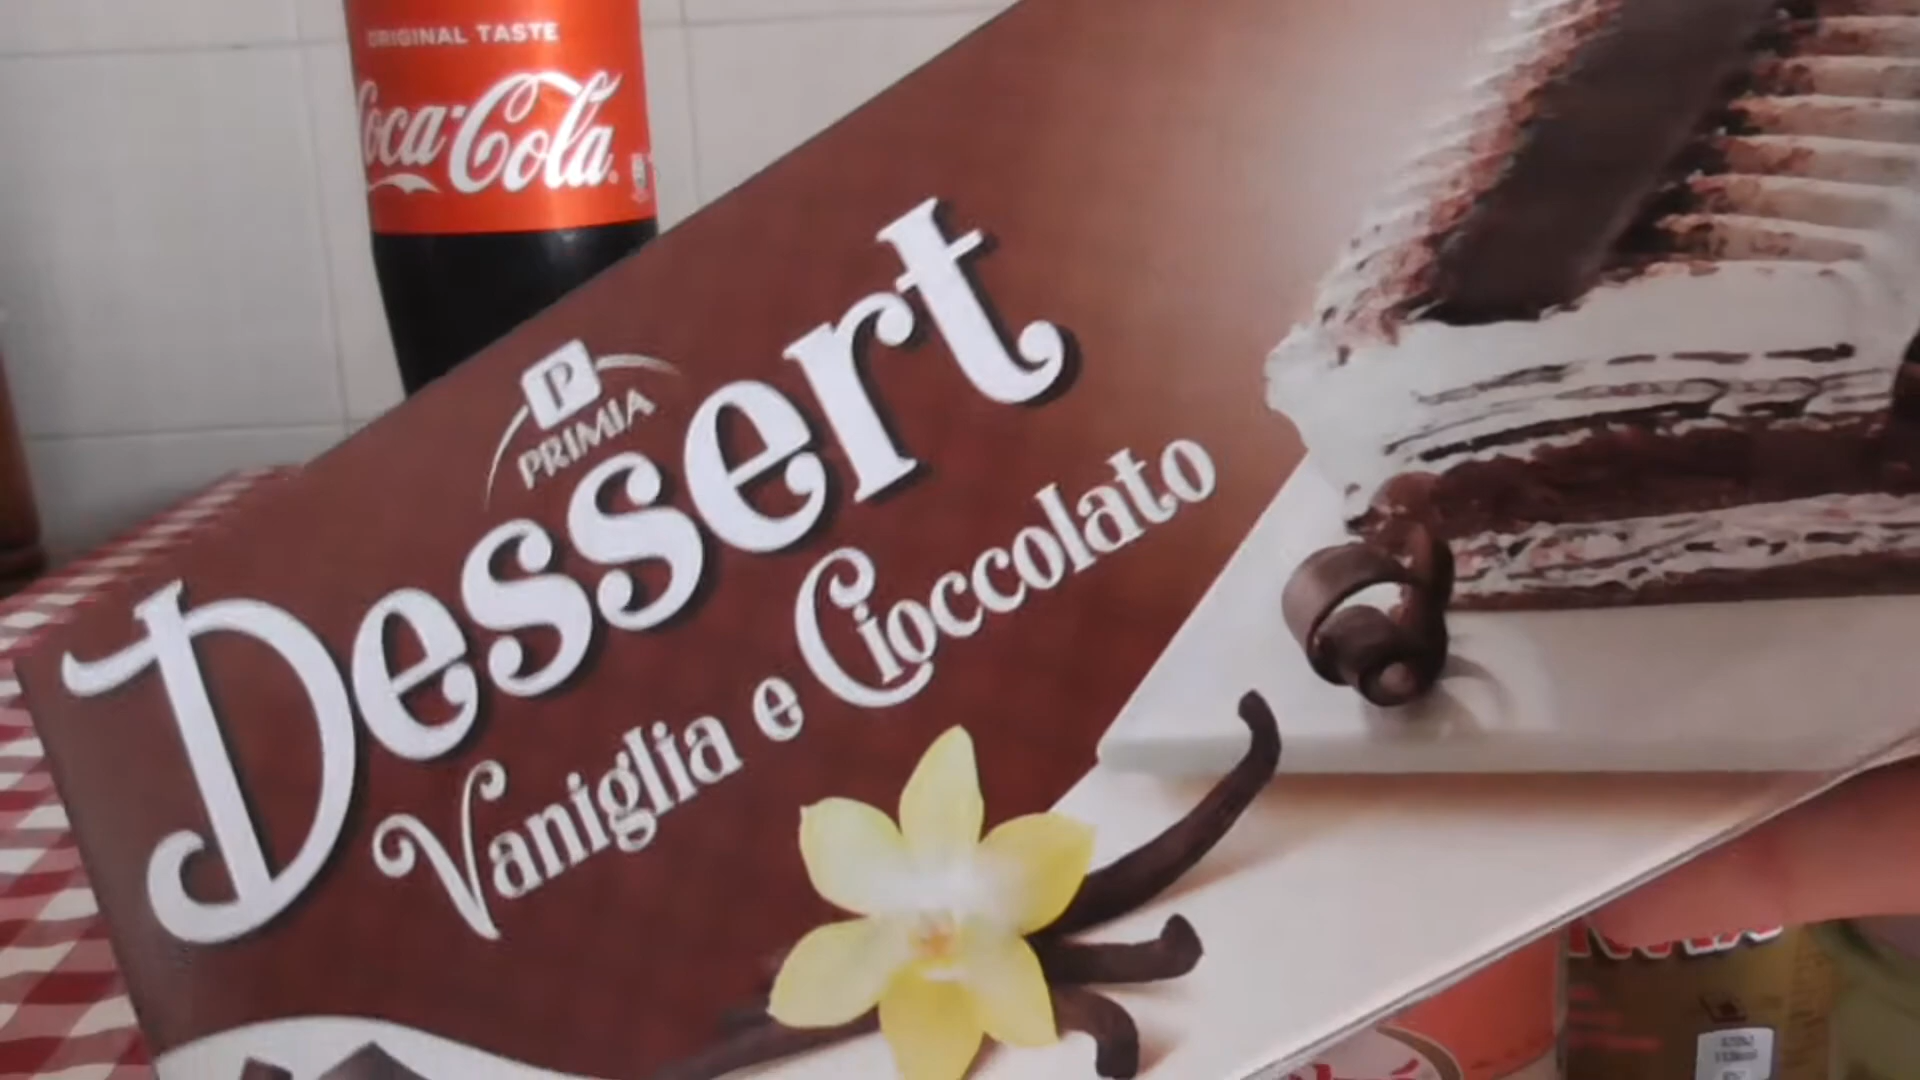 ORIGINAL TASTE
Coca-Cola
P
PRIMIA
Dessert
Vaniglia e Cioccolato